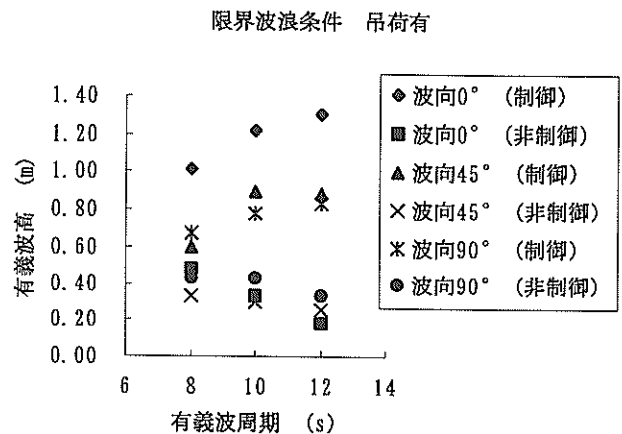 限界波浪条件 吊荷有
1.40
1.20
1.00
0.80
0.60
0.40
0.20
0.00
有義波高 (m)
6 8 10 12 14
有義波周期 (s)
波向0° (制御)
波向0° (非制御)
波向45° (制御)
波向45° (非制御)
波向90° (制御)
波向90° (非制御)